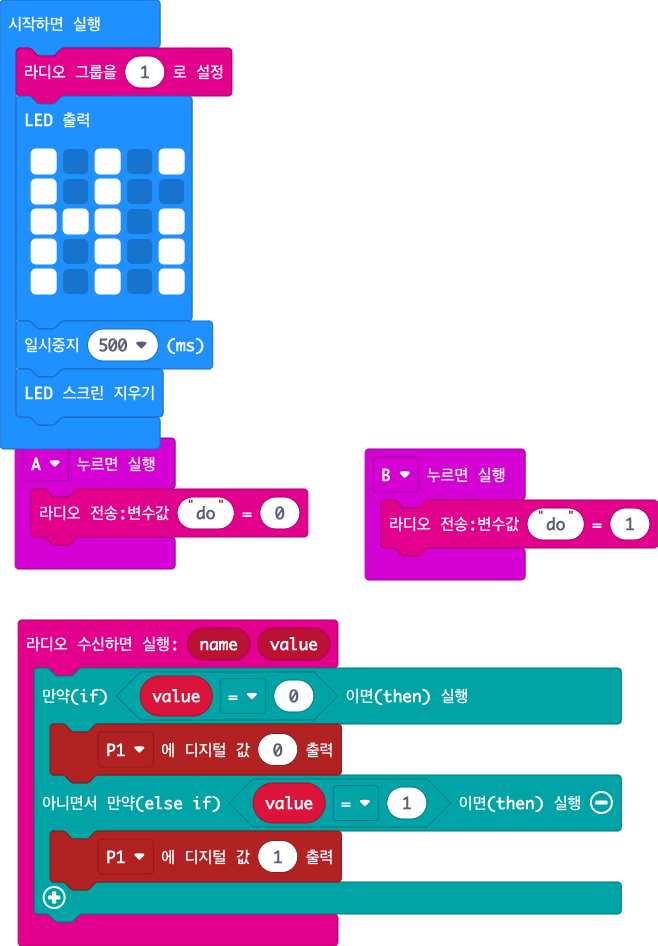 시작하면 실행
라디오 그룹을 1 로 설정
LED 출력
일시중지 500 (ms)
LED 스크린 지우기
A 누르면 실행
라디오 전송:변수값 "do" = 0
B 누르면 실행
라디오 전송:변수값 "do" = 1
라디오 수신하면 실행: name value
만약(if) value = 0 이면(then) 실행
P1 에 디지털 값 0 출력
아니면서 만약(else if) value = 1 이면(then) 실행
P1 에 디지털 값 1 출력